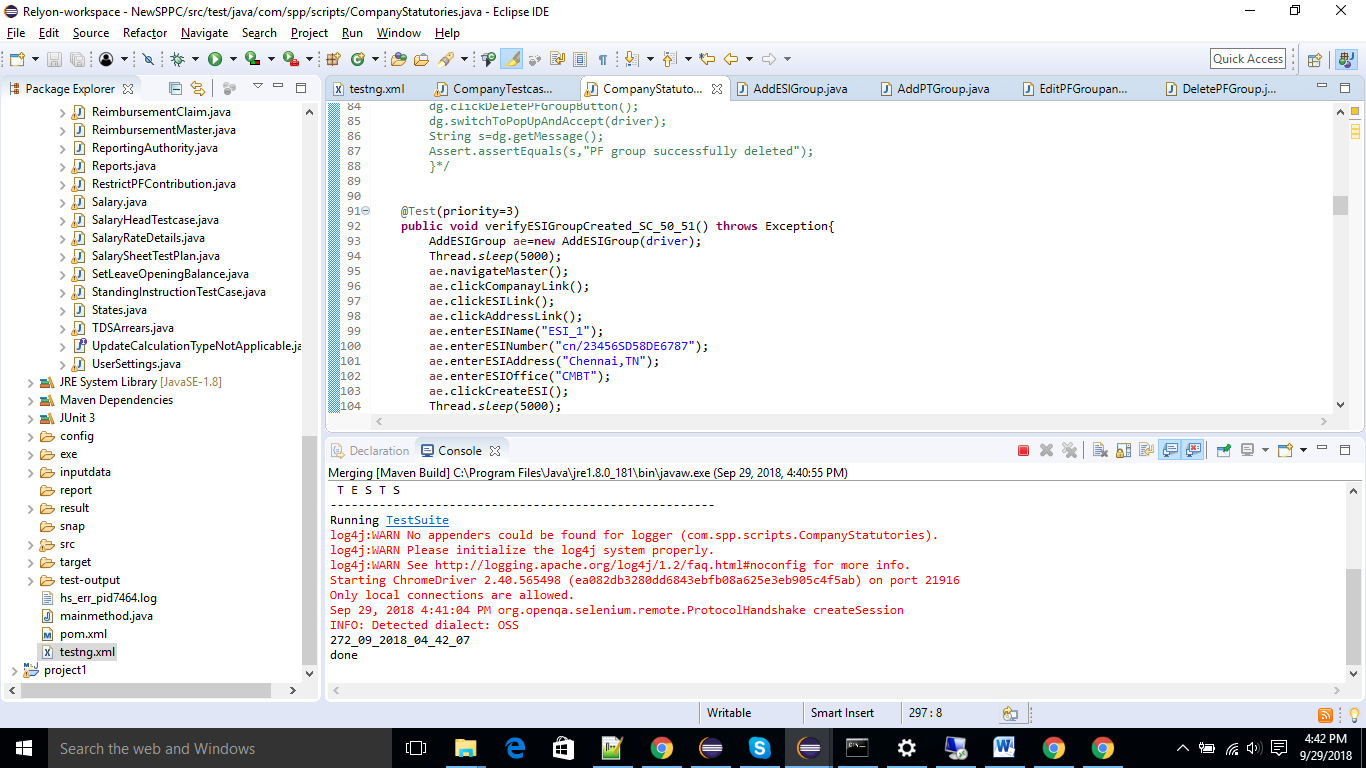 Relyon-workspace - NewSPPC/src/test/java/com/spp/scripts/CompanyStatutories.java - Eclipse IDE
File Edit Source Refactor Navigate Search Project Run Window Help
Quick Access
Package Explorer
testng.xml CompanyTestcas... CompanyStatuto... AddESIGroup.java AddPTGroup.java EditPFGroupan... DeletePFGroup.j...
ReimbursementClaim.java
ReimbursementMaster.java
ReportingAuthority.java
Reports.java
RestrictPFContribution.java
Salary.java
SalaryHeadTestcase.java
SalaryRateDetails.java
SalarySheetTestPlan.java
SetLeaveOpeningBalance.java
StandingInstructionTestCase.java
States.java
TDSArrears.java
UpdateCalculationTypeNotApplicable.ja
UserSettings.java
JRE System Library [JavaSE-1.8]
Maven Dependencies
JUnit 3
config
exe
inputdata
report
result
snap
src
target
test-output
hs_err_pid7464.log
mainmethod.java
pom.xml
testng.xml
project1
84 dg.clickDeletePFGroupButton();
85 dg.switchToPopUpAndAccept(driver);
86 String s=dg.getMessage();
87 Assert.assertEquals(s,"PF group successfully deleted");
88 }*/
89
90
91 @Test(priority=3)
92 public void verifyESIGroupCreated_SC_50_51() throws Exception{
93 AddESIGroup ae=new AddESIGroup(driver);
94 Thread.sleep(5000);
95 ae.navigateMaster();
96 ae.clickCompanayLink();
97 ae.clickESILink();
98 ae.clickAddressLink();
99 ae.enterESIName("ESI_1");
100 ae.enterESINumber("cn/23456SD58DE6787");
101 ae.enterESIAddress("Chennai,TN");
102 ae.enterESIOffice("CMBT");
103 ae.clickCreateESI();
104 Thread.sleep(5000);
Declaration Console
Merging [Maven Build] C:\Program Files\Java\jre1.8.0_181\bin\javaw.exe (Sep 29, 2018, 4:40:55 PM)
T E S T S
-------------------------------------------------------
Running TestSuite
log4j:WARN No appenders could be found for logger (com.spp.scripts.CompanyStatutories).
log4j:WARN Please initialize the log4j system properly.
log4j:WARN See http://logging.apache.org/log4j/1.2/faq.html#noconfig for more info.
Starting ChromeDriver 2.40.565498 (ea082db3280dd6843ebfb08a625e3eb905c4f5ab) on port 21916
Only local connections are allowed.
Sep 29, 2018 4:41:04 PM org.openqa.selenium.remote.ProtocolHandshake createSession
INFO: Detected dialect: OSS
272_09_2018_04_42_07
done
Writable Smart Insert 297 : 8
Search the web and Windows
4:42 PM
9/29/2018